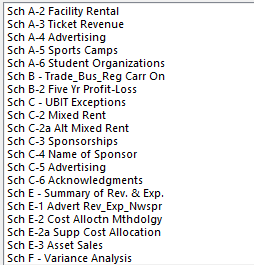 Sch A-2 Facility Rental
Sch A-3 Ticket Revenue
Sch A-4 Advertising
Sch A-5 Sports Camps
Sch A-6 Student Organizations
Sch B - Trade_Bus_Reg Carr On
Sch B-2 Five Yr Profit-Loss
Sch C - UBIT Exceptions
Sch C-2 Mixed Rent
Sch C-2a Alt Mixed Rent
Sch C-3 Sponsorships
Sch C-4 Name of Sponsor
Sch C-5 Advertising
Sch C-6 Acknowledgments
Sch E - Summary of Rev. & Exp.
Sch E-1 Advert Rev_Exp_Nwspr
Sch E-2 Cost Alloctn Mthdolgy
Sch E-2a Supp Cost Allocation
Sch E-3 Asset Sales
Sch F - Variance Analysis